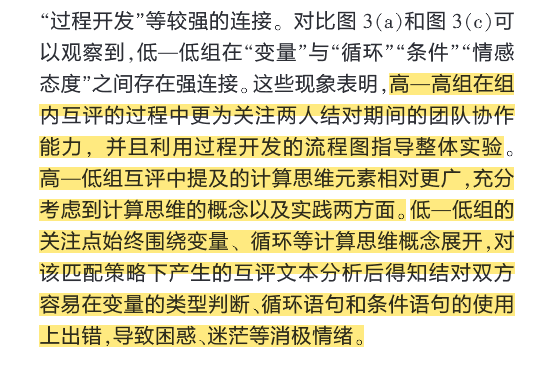 “过程开发”等较强的连接。对比图 3(a)和图 3(c)可
以观察到,低—低组在“变量”与“循环”“条件”“情感
态度”之间存在强连接。这些现象表明,高—高组在组
内互评的过程中更为关注两人结对期间的团队协作
能力，并且利用过程开发的流程图指导整体实验。
高—低组互评中提及的计算思维元素相对更广,充分
考虑到计算思维的概念以及实践两方面。低—低组的
关注点始终围绕变量、循环等计算思维概念展开,对
该匹配策略下产生的互评文本分析后得知结对双方
容易在变量的类型判断、循环语句和条件语句的使用
上出错,导致困惑、迷茫等消极情绪。